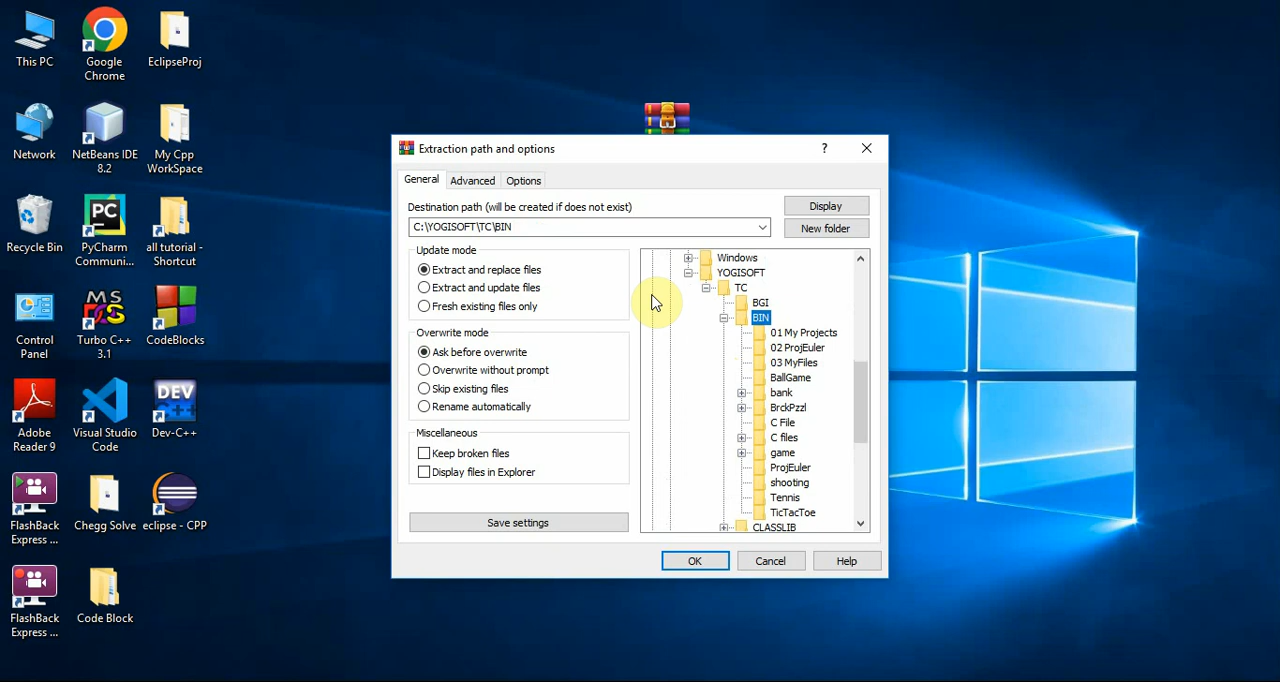 This PC
Google
Chrome
EclipseProj
Network
NetBeans IDE
8.2
My Cpp
WorkSpace
Recycle Bin
PC
PyCharm
Communi...
all tutorial -
Shortcut
Control
Panel
MS
DOS
Turbo C++
3.1
CodeBlocks
Adobe
Reader 9
Visual Studio
Code
DEV
C++
Dev-C++
FlashBack
Express ...
Chegg Solve
eclipse - CPP
FlashBack
Express ...
Code Block
Extraction path and options
?
General
Advanced
Options
Destination path (will be created if does not exist)
Display
C:\YOGISOFT\TC\BIN
New folder
Update mode
Extract and replace files
Extract and update files
Fresh existing files only
Overwrite mode
Ask before overwrite
Overwrite without prompt
Skip existing files
Rename automatically
Miscellaneous
Keep broken files
Display files in Explorer
Save settings
Windows
YOGISOFT
TC
BGI
BIN
01 My Projects
02 ProjEuler
03 MyFiles
BallGame
bank
BrckPzzl
C File
C files
game
ProjEuler
shooting
Tennis
TicTacToe
CLASSLIB
OK
Cancel
Help